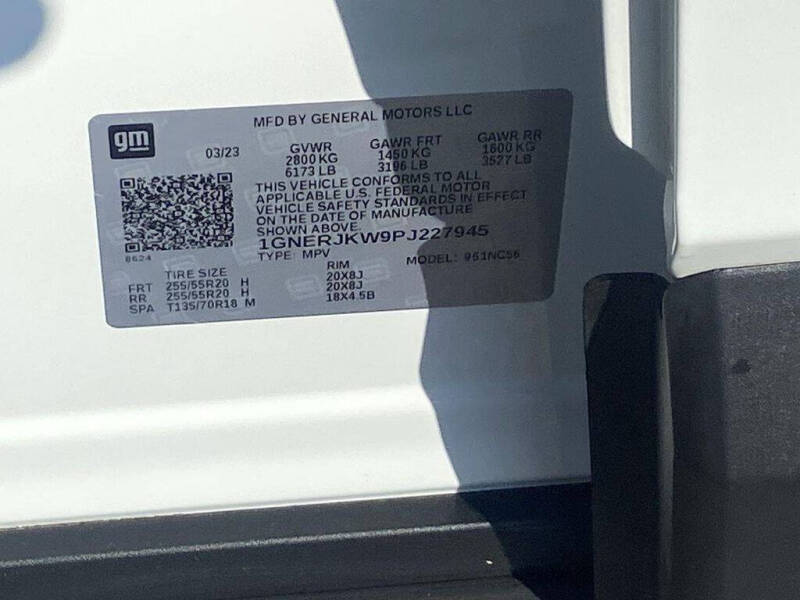 MFD BY GENERAL MOTORS LLC
gm
03/23 GVWR GAWR FRT GAWR RR
2800 KG 1450 KG 1600 KG
6173 LB 3196 LB 3527 LB
THIS VEHICLE CONFORMS TO ALL
APPLICABLE U.S. FEDERAL MOTOR
VEHICLE SAFETY STANDARDS IN EFFECT
ON THE DATE OF MANUFACTURE
SHOWN ABOVE.
1GNERJKW9PJ227945
8624 TYPE: MPV MODEL: 961NC56
TIRE SIZE RIM
FRT 255/55R20 H 20X8J
RR 255/55R20 H 20X8J
SPA T135/70R18 M 18X4.5B